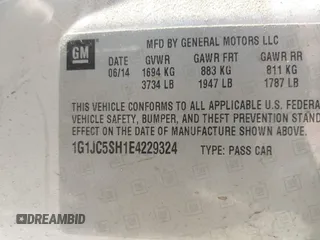 GM
MFD BY GENERAL MOTORS LLC
DATE GVWR GAWR FRT GAWR RR
06/14 1694 KG 883 KG 811 KG
3734 LB 1947 LB 1787 LB
THIS VEHICLE CONFORMS TO ALL APPLICABLE U.S. FEDERA
VEHICLE SAFETY, BUMPER, AND THEFT PREVENTION STAND
EFFECT ON THE DATE OF MANUFACTURE SHOWN ABOVE.
1G1JC5SH1E4229324 TYPE: PASS CAR
DREAMBID